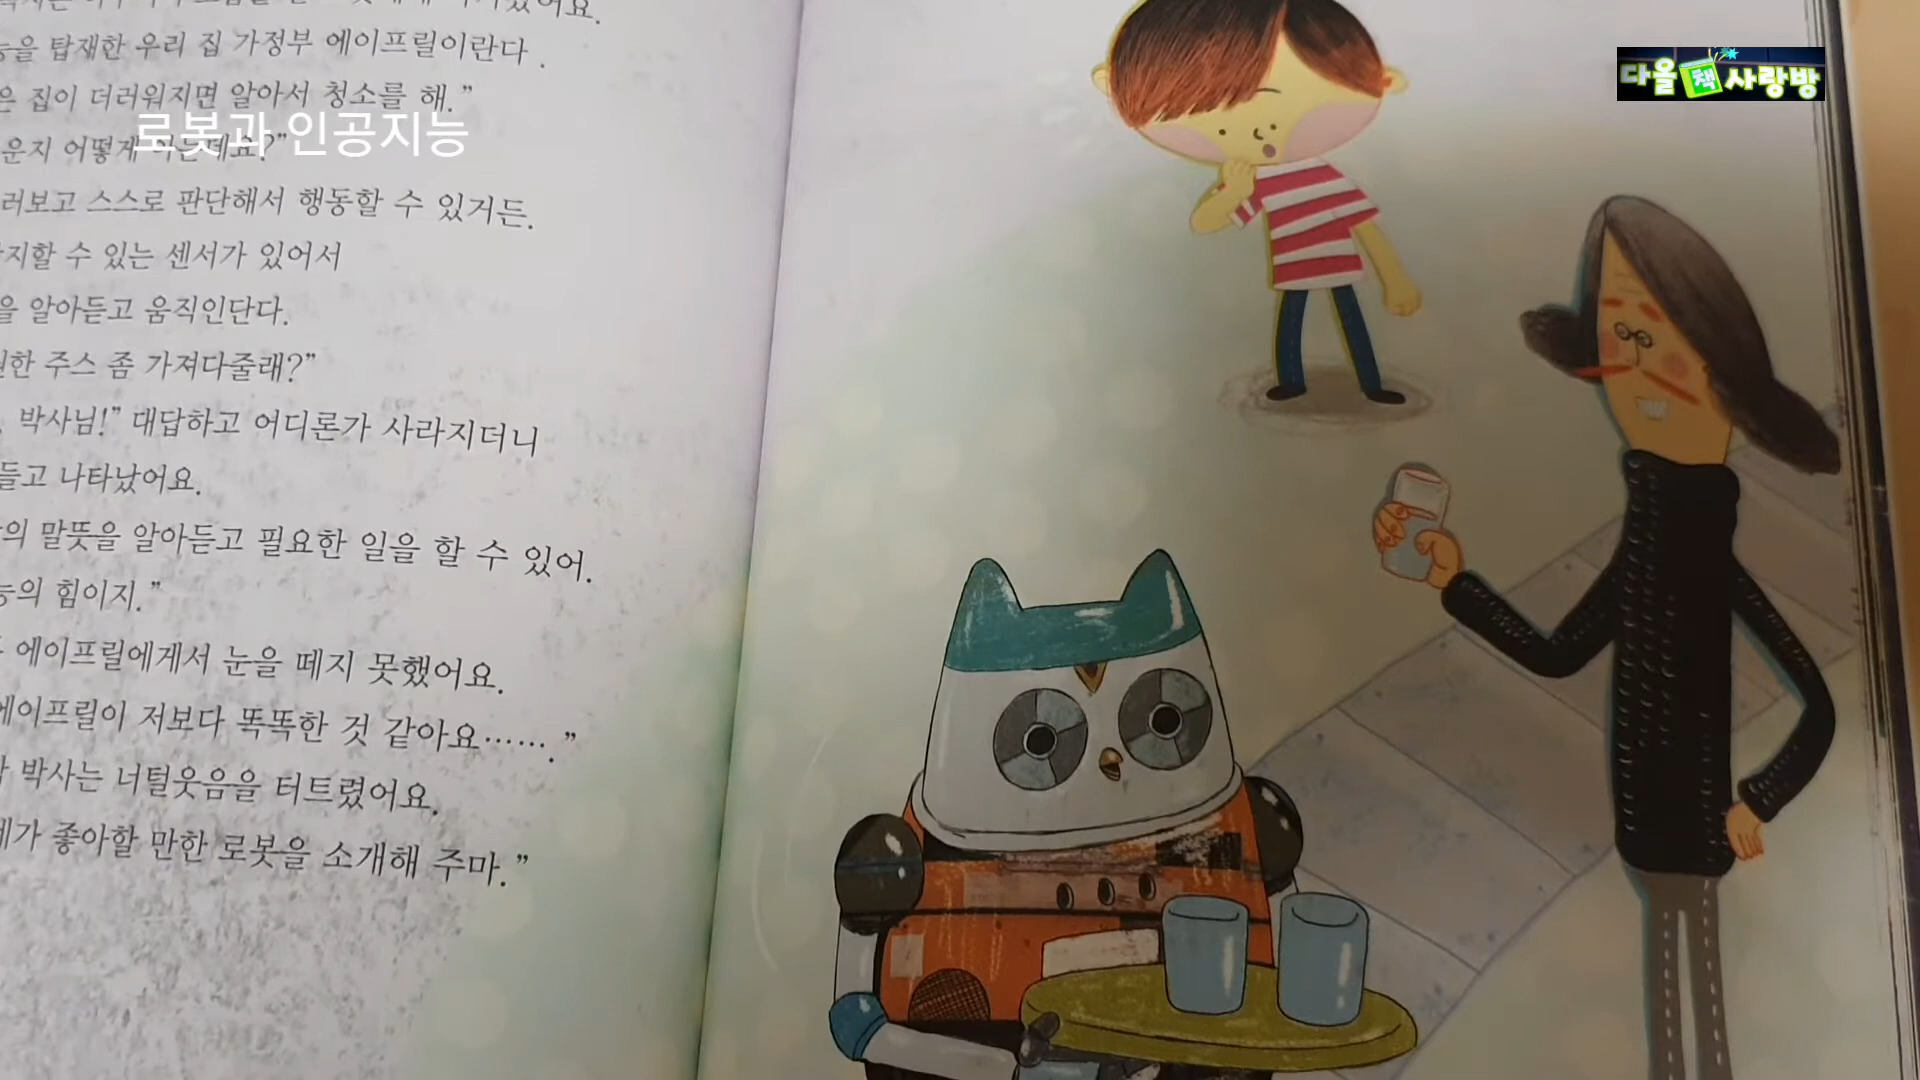 탑재한 우리 집 가정부 에이프릴이란다.
집이 더러워지면 알아서 청소를 해.”
운지 어떻게 아는데요?”
로봇과 인공지능
러보고 스스로 판단해서 행동할 수 있거든.
지할 수 있는 센서가 있어서
을 알아듣고 움직인단다.
원한 주스 좀 가져다줄래?”
박사님!” 대답하고 어디론가 사라지더니
들고 나타났어요.
의 말뜻을 알아듣고 필요한 일을 할 수 있어.
의 힘이지.”
에이프릴에게서 눈을 떼지 못했어요.
에이프릴이 저보다 똑똑한 것 같아요…….”
박사는 너털웃음을 터트렸어요.
가 좋아할 만한 로봇을 소개해 주마.”
다올 책 사랑방